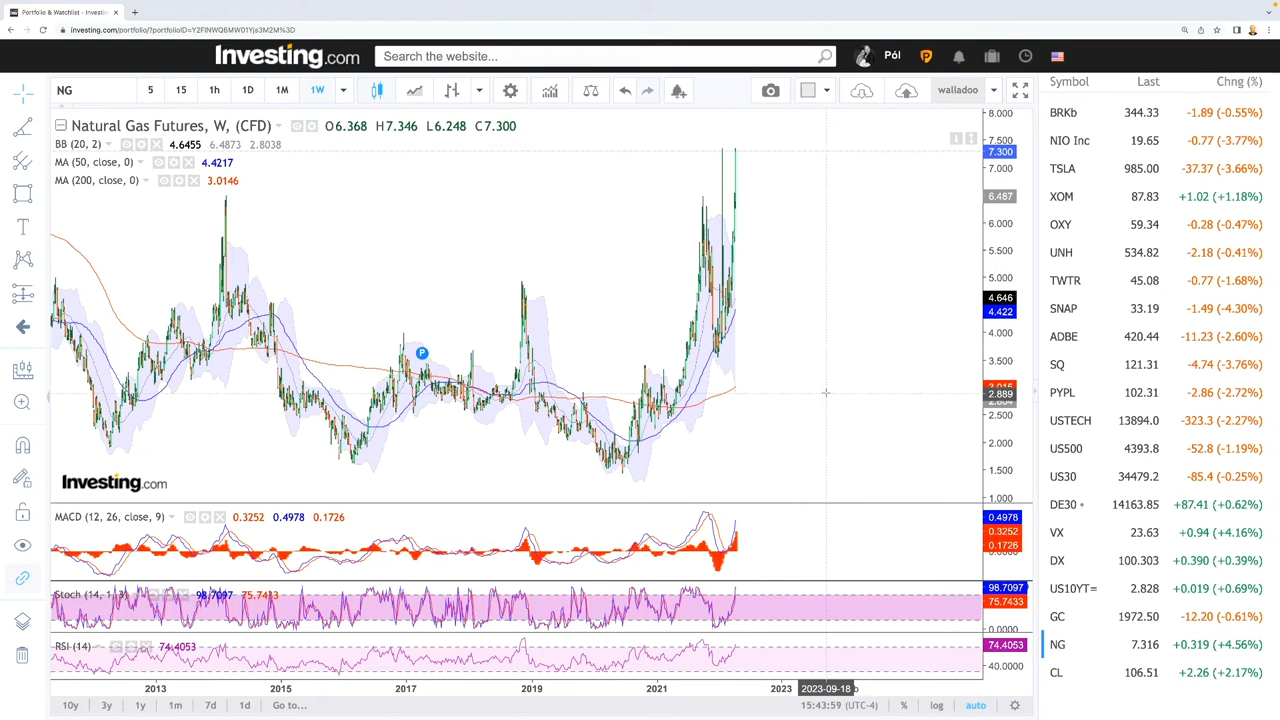 Portfolio & Watchlist - Investin
investing.com/portfolio/?portfolioID=Y2FlNWQ6MW01Yjs3M2M%3D
Investing.com Search the website... Pól
NG 5 15 1h 1D 1M 1W walladoo
Natural Gas Futures, W, (CFD) O6.368 H7.346 L6.248 C7.300
BB (20, 2) 4.6455 6.4873 2.8038
MA (50, close, 0) 4.4217
MA (200, close, 0) 3.0146
8.000
7.500
7.300
7.000
6.487
6.000
5.500
5.000
4.646
4.422
4.000
3.500
2.889
2.500
2.000
1.500
1.000
P
Investing.com
MACD (12, 26, close, 9) 0.3252 0.4978 0.1726
0.4978
0.3252
0.1726
Stoch (14, 1, 3) 98.7097 75.7433
98.7097
75.7433
0.0000
RSI (14) 74.4053
74.4053
40.0000
2013 2015 2017 2019 2021 2023 2023-09-18
10y 3y 1y 1m 7d 1d Go to... 15:43:59 (UTC-4) % log auto
Symbol Last Chng (%)
BRKb 344.33 -1.89 (-0.55%)
NIO Inc 19.65 -0.77 (-3.77%)
TSLA 985.00 -37.37 (-3.66%)
XOM 87.83 +1.02 (+1.18%)
OXY 59.34 -0.28 (-0.47%)
UNH 534.82 -2.18 (-0.41%)
TWTR 45.08 -0.77 (-1.68%)
SNAP 33.19 -1.49 (-4.30%)
ADBE 420.44 -11.23 (-2.60%)
SQ 121.31 -4.74 (-3.76%)
PYPL 102.31 -2.86 (-2.72%)
USTECH 13894.0 -323.3 (-2.27%)
US500 4393.8 -52.8 (-1.19%)
US30 34479.2 -85.4 (-0.25%)
DE30 14163.85 +87.41 (+0.62%)
VX 23.63 +0.94 (+4.16%)
DX 100.303 +0.390 (+0.39%)
US10YT= 2.828 +0.019 (+0.69%)
GC 1972.50 -12.20 (-0.61%)
NG 7.316 +0.319 (+4.56%)
CL 106.51 +2.26 (+2.17%)